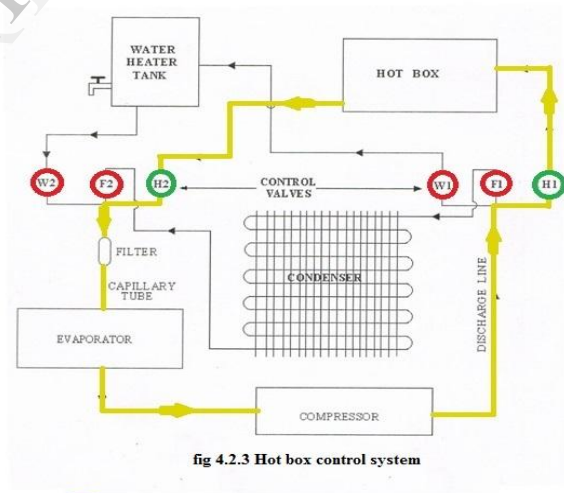 WATER
HEATER
TANK
HOT BOX
W2
F2
H2
CONTROL
VALVES
W1
F1
H1
FILTER
CAPILLARY
TUBE
CONDENSER
DISCHARGE LINE
EVAPORATOR
COMPRESSOR
fig 4.2.3 Hot box control system